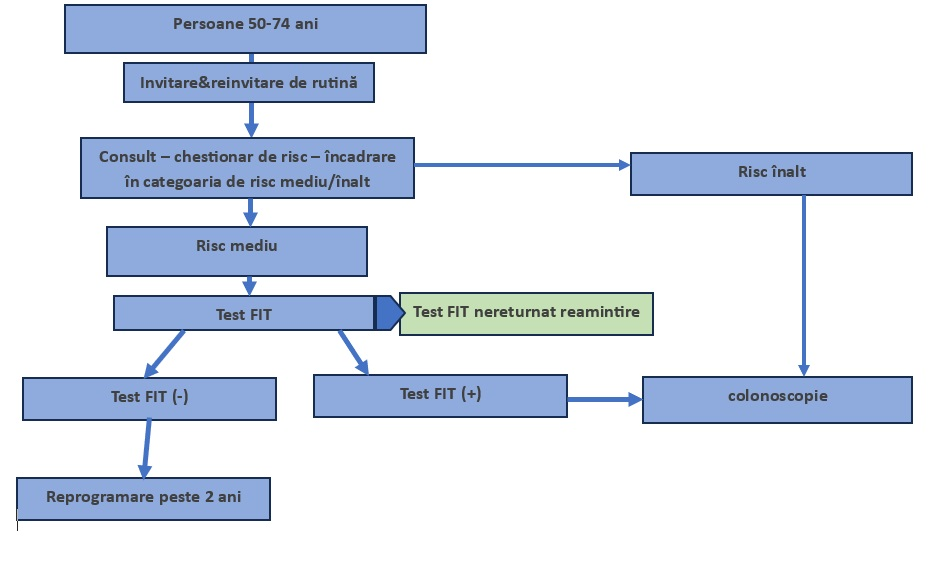 Persoane 50-74 ani
Invitare&reinvitare de rutină
Consult – chestionar de risc – încadrare
în categoaria de risc mediu/înalt
Risc înalt
Risc mediu
Test FIT
Test FIT nereturnat reamintire
Test FIT (-)
Test FIT (+)
colonoscopie
Reprogramare peste 2 ani